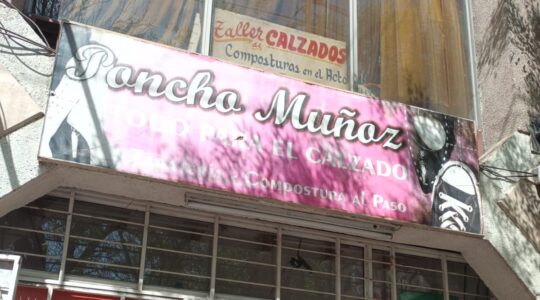 Taller CALZADOS
de
Composturas en el Acto
Poncho Muñoz
TODO PARA EL CALZADO
COMPOSTURA AL PASO